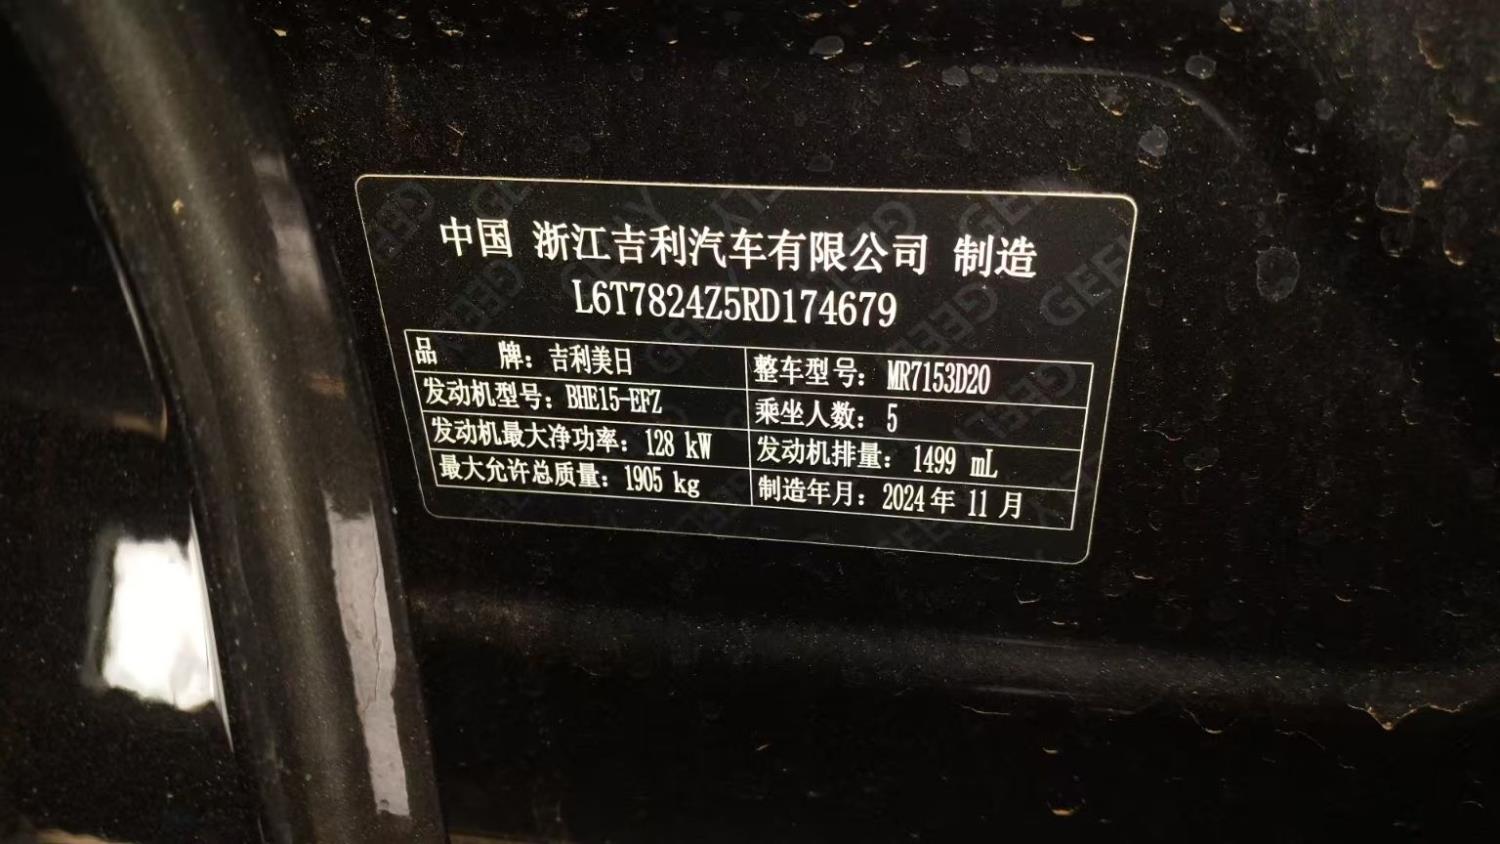 中国 浙江吉利汽车有限公司 制造
L6T7824Z5RD174679
品 牌：吉利美日 整车型号：MR7153D20
发动机型号：BHE15-EFZ 乘坐人数：5
发动机最大净功率：128 kW 发动机排量：1499 mL
最大允许总质量：1905 kg 制造年月：2024年 11 月
GEELY